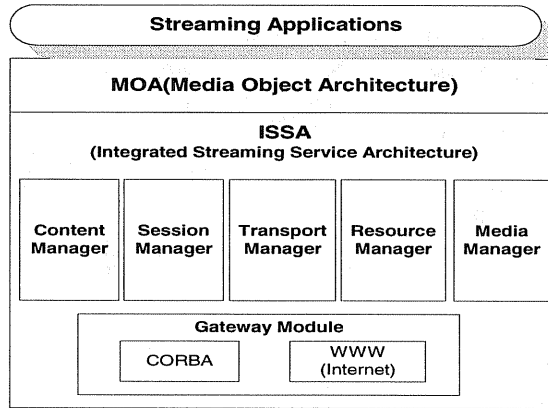 Streaming Applications
MOA(Media Object Architecture)
ISSA
(Integrated Streaming Service Architecture)
Content
Manager
Session
Manager
Transport
Manager
Resource
Manager
Media
Manager
Gateway Module
CORBA
WWW
(Internet)